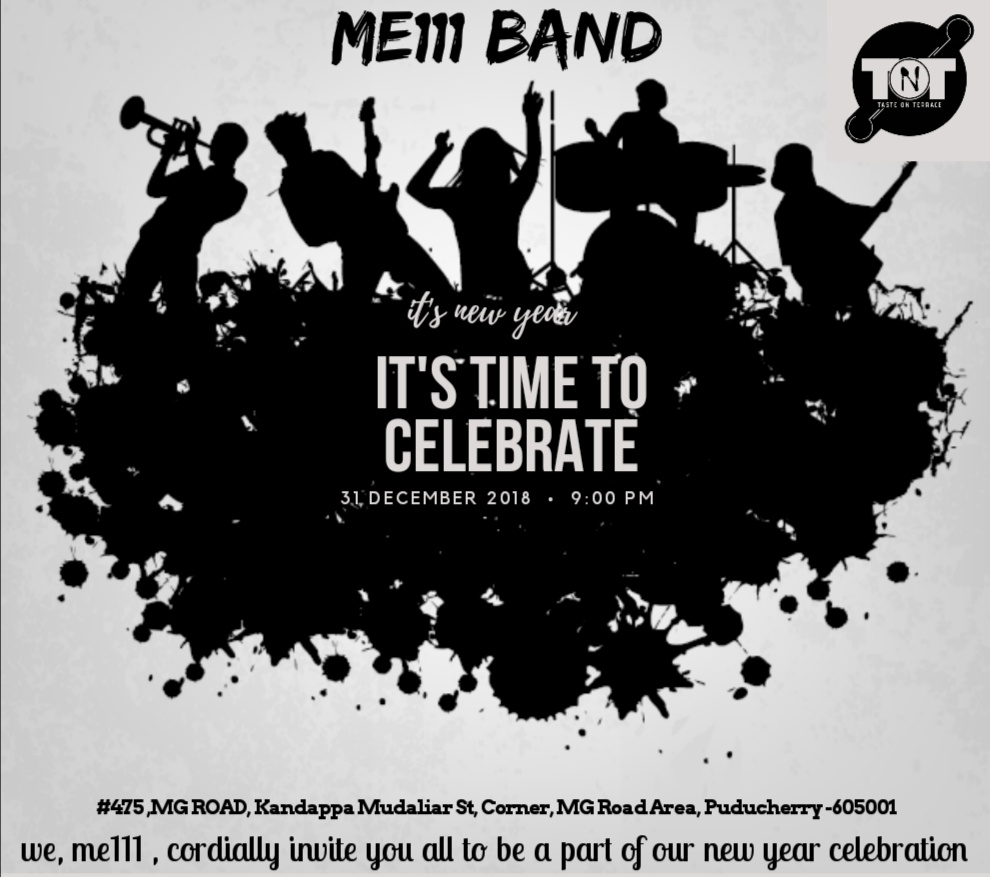 ME111 BAND
TNT
TASTE ON TERRACE
it's new year
IT'S TIME TO
CELEBRATE
31 DECEMBER 2018 • 9:00 PM
#475,MG ROAD, Kandappa Mudaliar St, Corner, MG Road Area, Puducherry -605001
we, me111 , cordially invite you all to be a part of our new year celebration